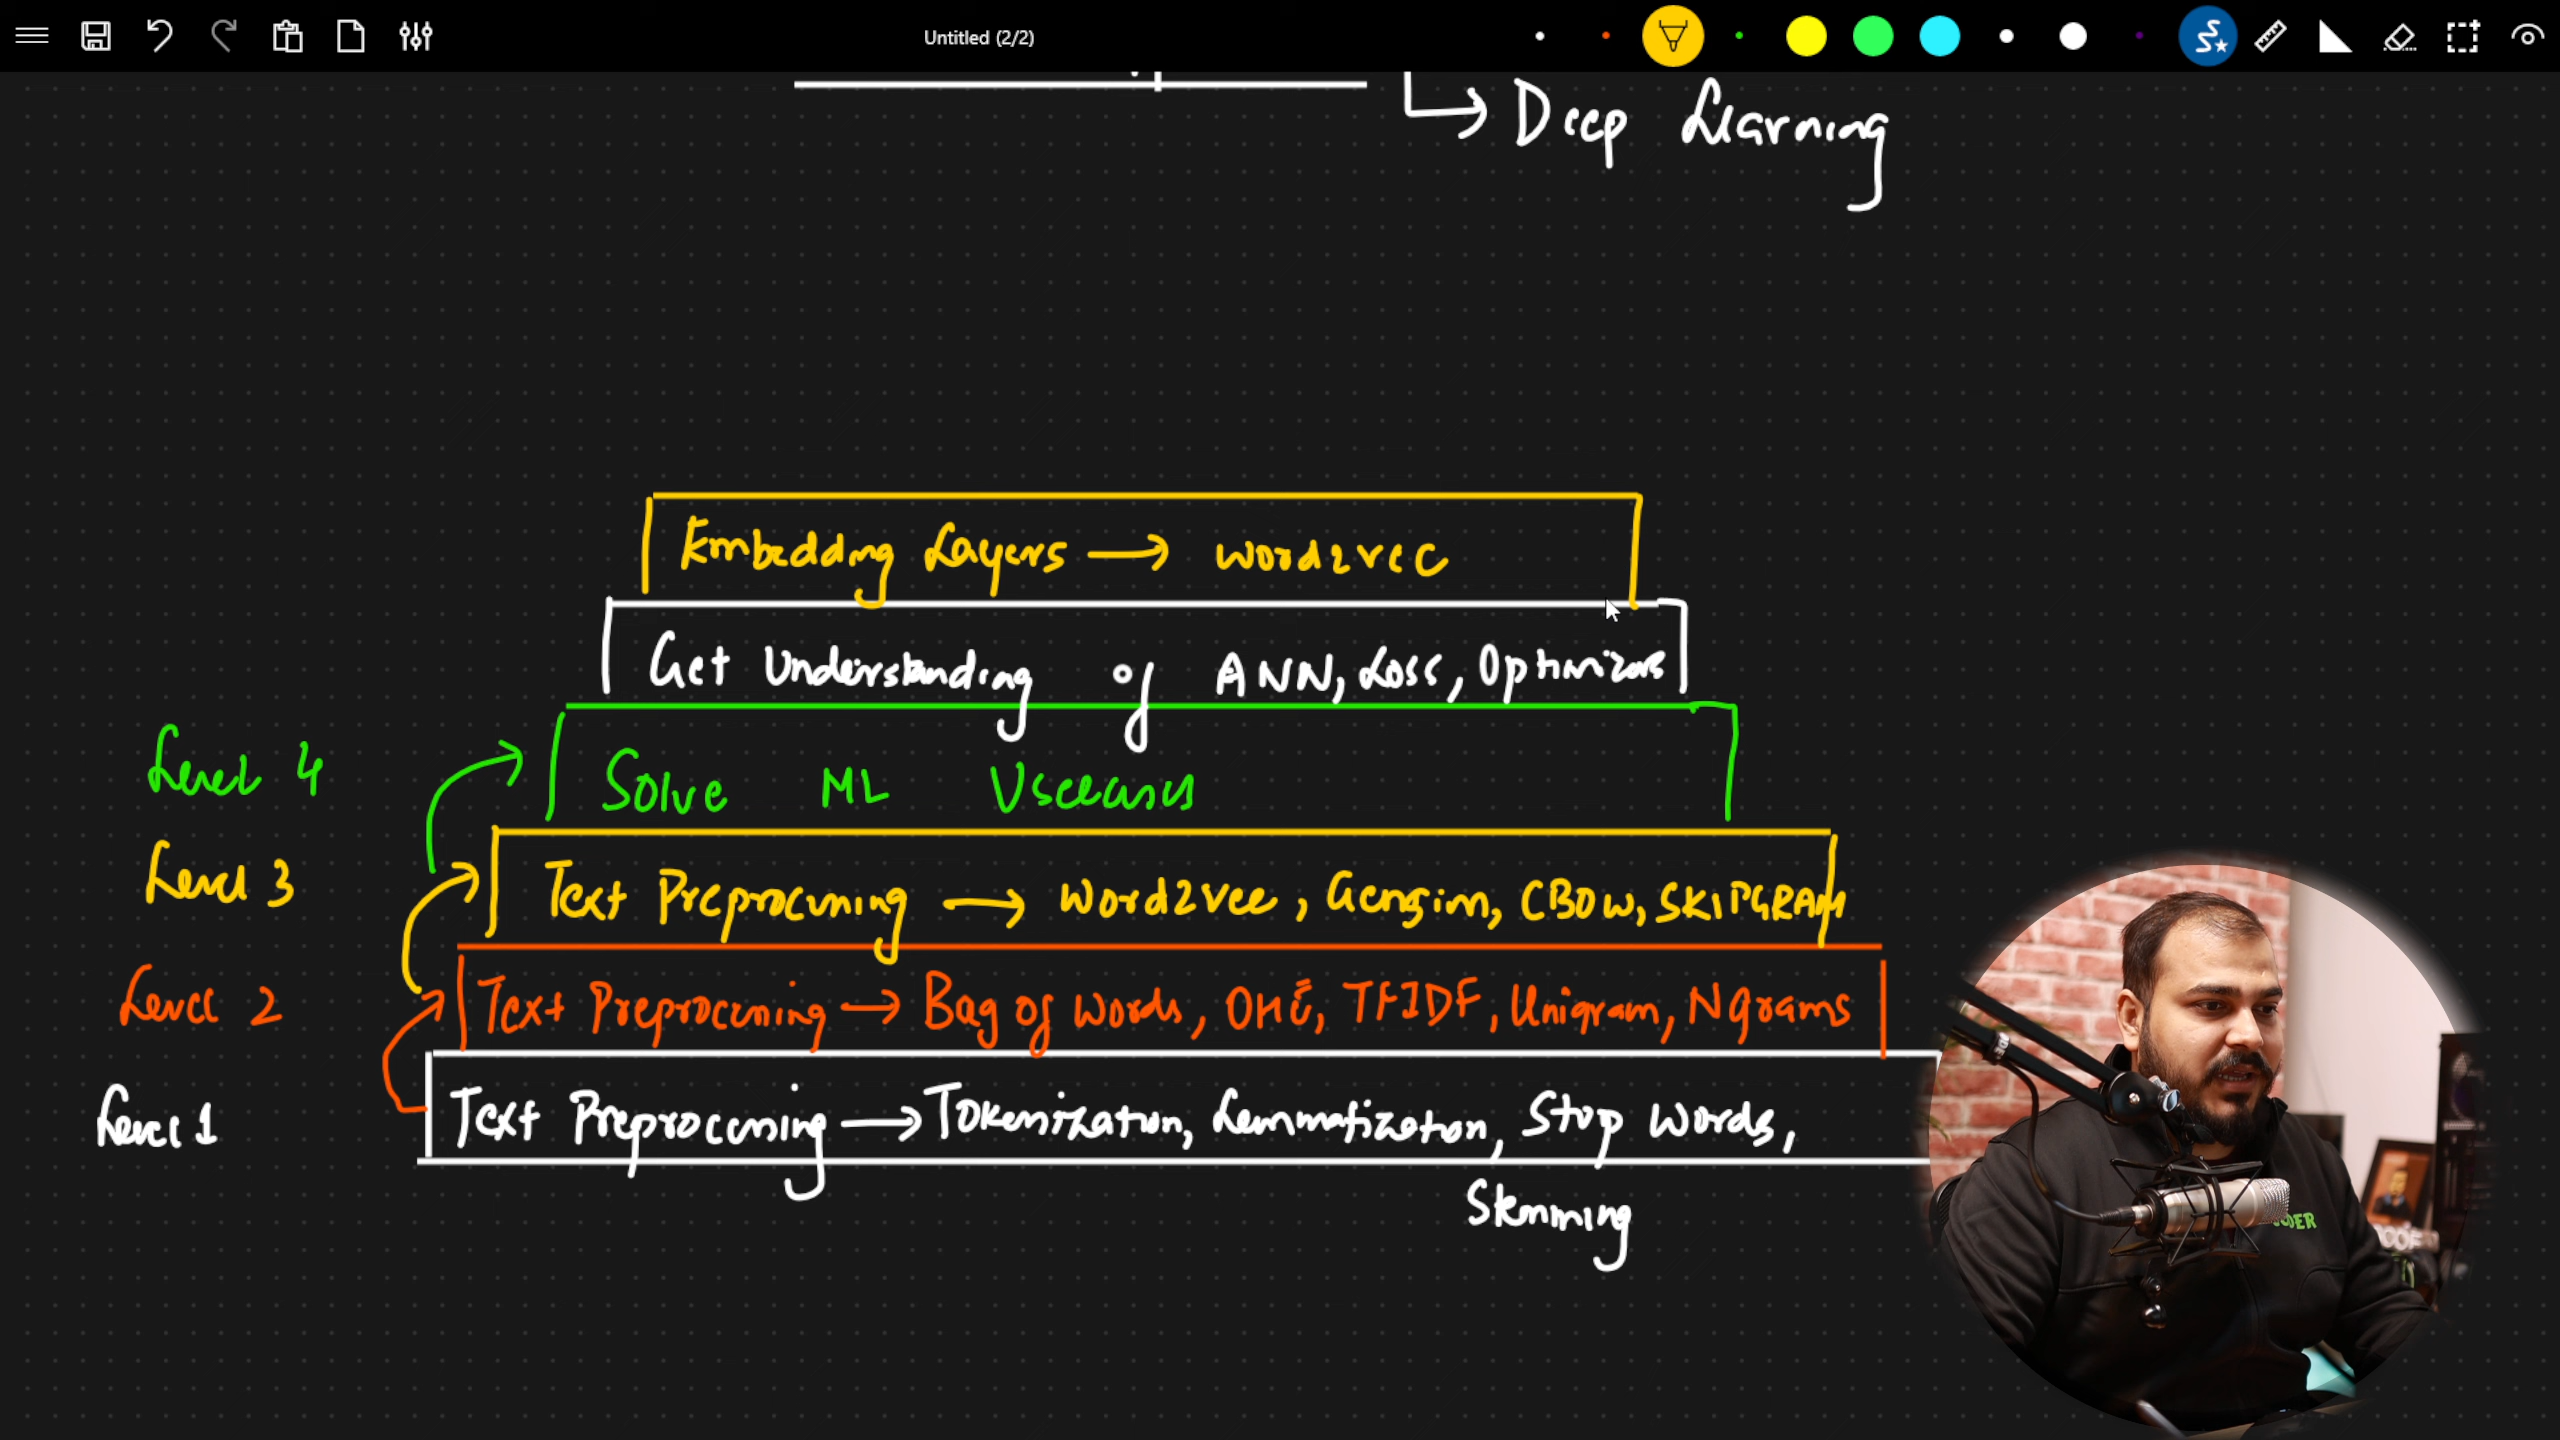 Untitled (2/2)
Deep Learning
Embedding Layers → word2vec
Get Understanding of ANN, Loss, Optimizers
Level 4 Solve ML Usecases
Level 3 Text Preprocessing → Word2vec, Gensim, CBOW, SKIPGRAM
Level 2 Text Preprocessing → Bag of Words, OHE, TFIDF, Unigram, Ngrams
Level 1 Text Preprocessing → Tokenization, Lemmatization, Stop Words,
Stemming